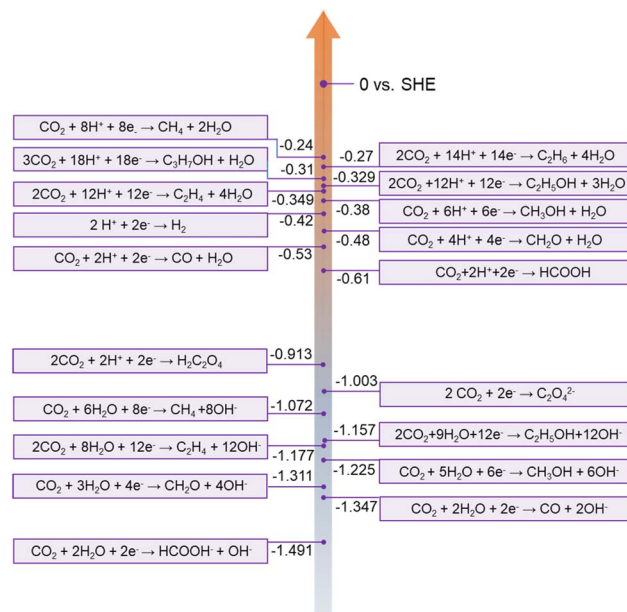 0 vs. SHE
CO₂ + 8H⁺ + 8e₋ → CH₄ + 2H₂O
-0.24
3CO₂ + 18H⁺ + 18e⁻ → C₃H₇OH + H₂O
-0.31
2CO₂ + 12H⁺ + 12e⁻ → C₂H₄ + 4H₂O
-0.349
2 H⁺ + 2e⁻ → H₂
-0.42
CO₂ + 2H⁺ + 2e⁻ → CO + H₂O
-0.53
-0.27
2CO₂ + 14H⁺ + 14e⁻ → C₂H₆ + 4H₂O
-0.329
2CO₂ +12H⁺ + 12e⁻ → C₂H₅OH + 3H₂O
-0.38
CO₂ + 6H⁺ + 6e⁻ → CH₃OH + H₂O
-0.48
CO₂ + 4H⁺ + 4e⁻ → CH₂O + H₂O
-0.61
CO₂+2H⁺+2e⁻ → HCOOH
2CO₂ + 2H⁺ + 2e⁻ → H₂C₂O₄
-0.913
CO₂ + 6H₂O + 8e⁻ → CH₄ +8OH⁻
-1.072
2CO₂ + 8H₂O + 12e⁻ → C₂H₄ + 12OH⁻
-1.177
CO₂ + 3H₂O + 4e⁻ → CH₂O + 4OH⁻
-1.311
CO₂ + 2H₂O + 2e⁻ → HCOOH⁻ + OH⁻
-1.491
-1.003
2 CO₂ + 2e⁻ → C₂O₄²⁻
-1.157
2CO₂+9H₂O+12e⁻ → C₂H₅OH+12OH⁻
-1.225
CO₂ + 5H₂O + 6e⁻ → CH₃OH + 6OH⁻
-1.347
CO₂ + 2H₂O + 2e⁻ → CO + 2OH⁻